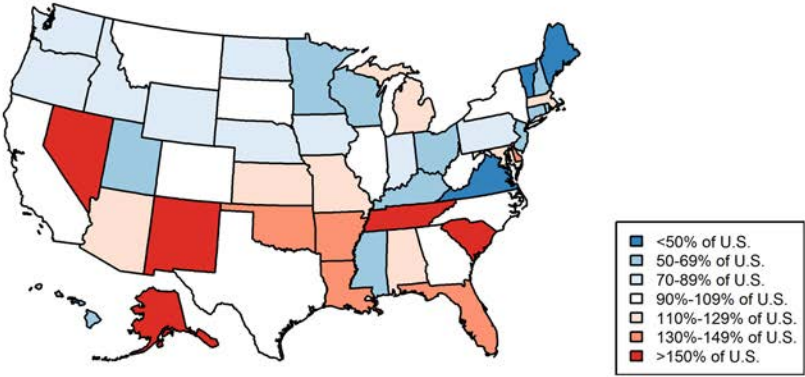 <50% of U.S.
50-69% of U.S.
70-89% of U.S.
90%-109% of U.S.
110%-129% of U.S.
130%-149% of U.S.
>150% of U.S.